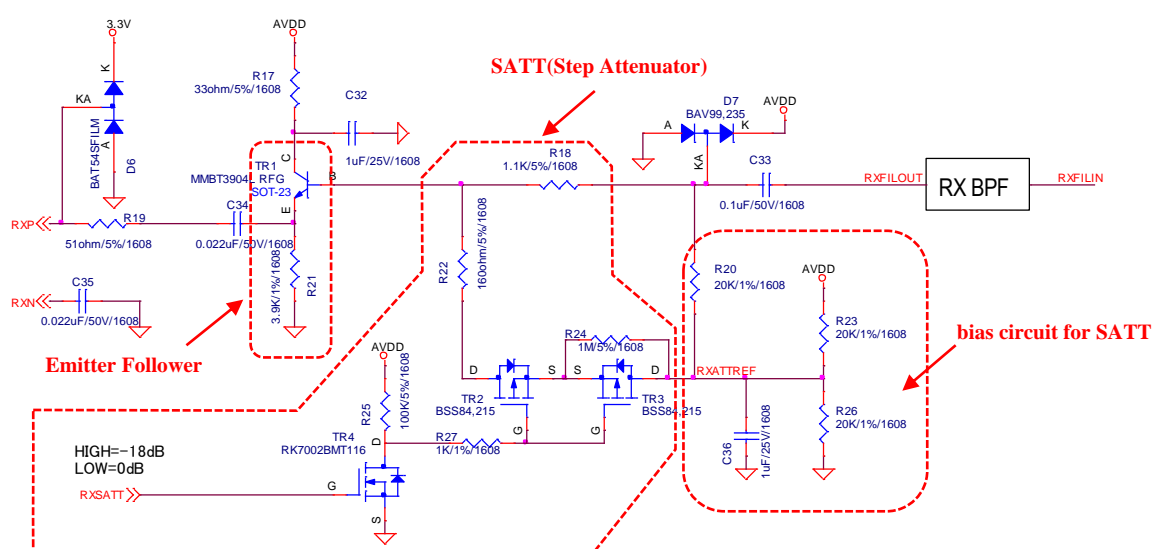 3.3V
K
KA
A
BAT54SFILM
D6
AVDD
R17
33ohm/5%/1608
C32
1uF/25V/1608
C
TR1
MMBT3904L RFG
SOT-23
B
E
SATT(Step Attenuator)
R18
1.1K/5%/1608
D7
BAV99,235
A
K
AVDD
KA
C33
0.1uF/50V/1608
RXFILOUT
RX BPF
RXFILIN
RXP
R19
51ohm/5%/1608
C34
0.022uF/50V/1608
3.9K/1%/1608
R21
RXN
C35
0.022uF/50V/1608
Emitter Follower
R22
160ohm/5%/1608
R20
20K/1%/1608
AVDD
R23
20K/1%/1608
bias circuit for SATT
R24
1M/5%/1608
D
S
S
D
RXATTREF
TR2
BSS84,215
TR3
BSS84,215
G
G
R26
20K/1%/1608
C36
1uF/25V/1608
AVDD
R25
100K/5%/1608
TR4
RK7002BMT116
D
R27
1K/1%/1608
HIGH=-18dB
LOW=0dB
RXSATT
G
S